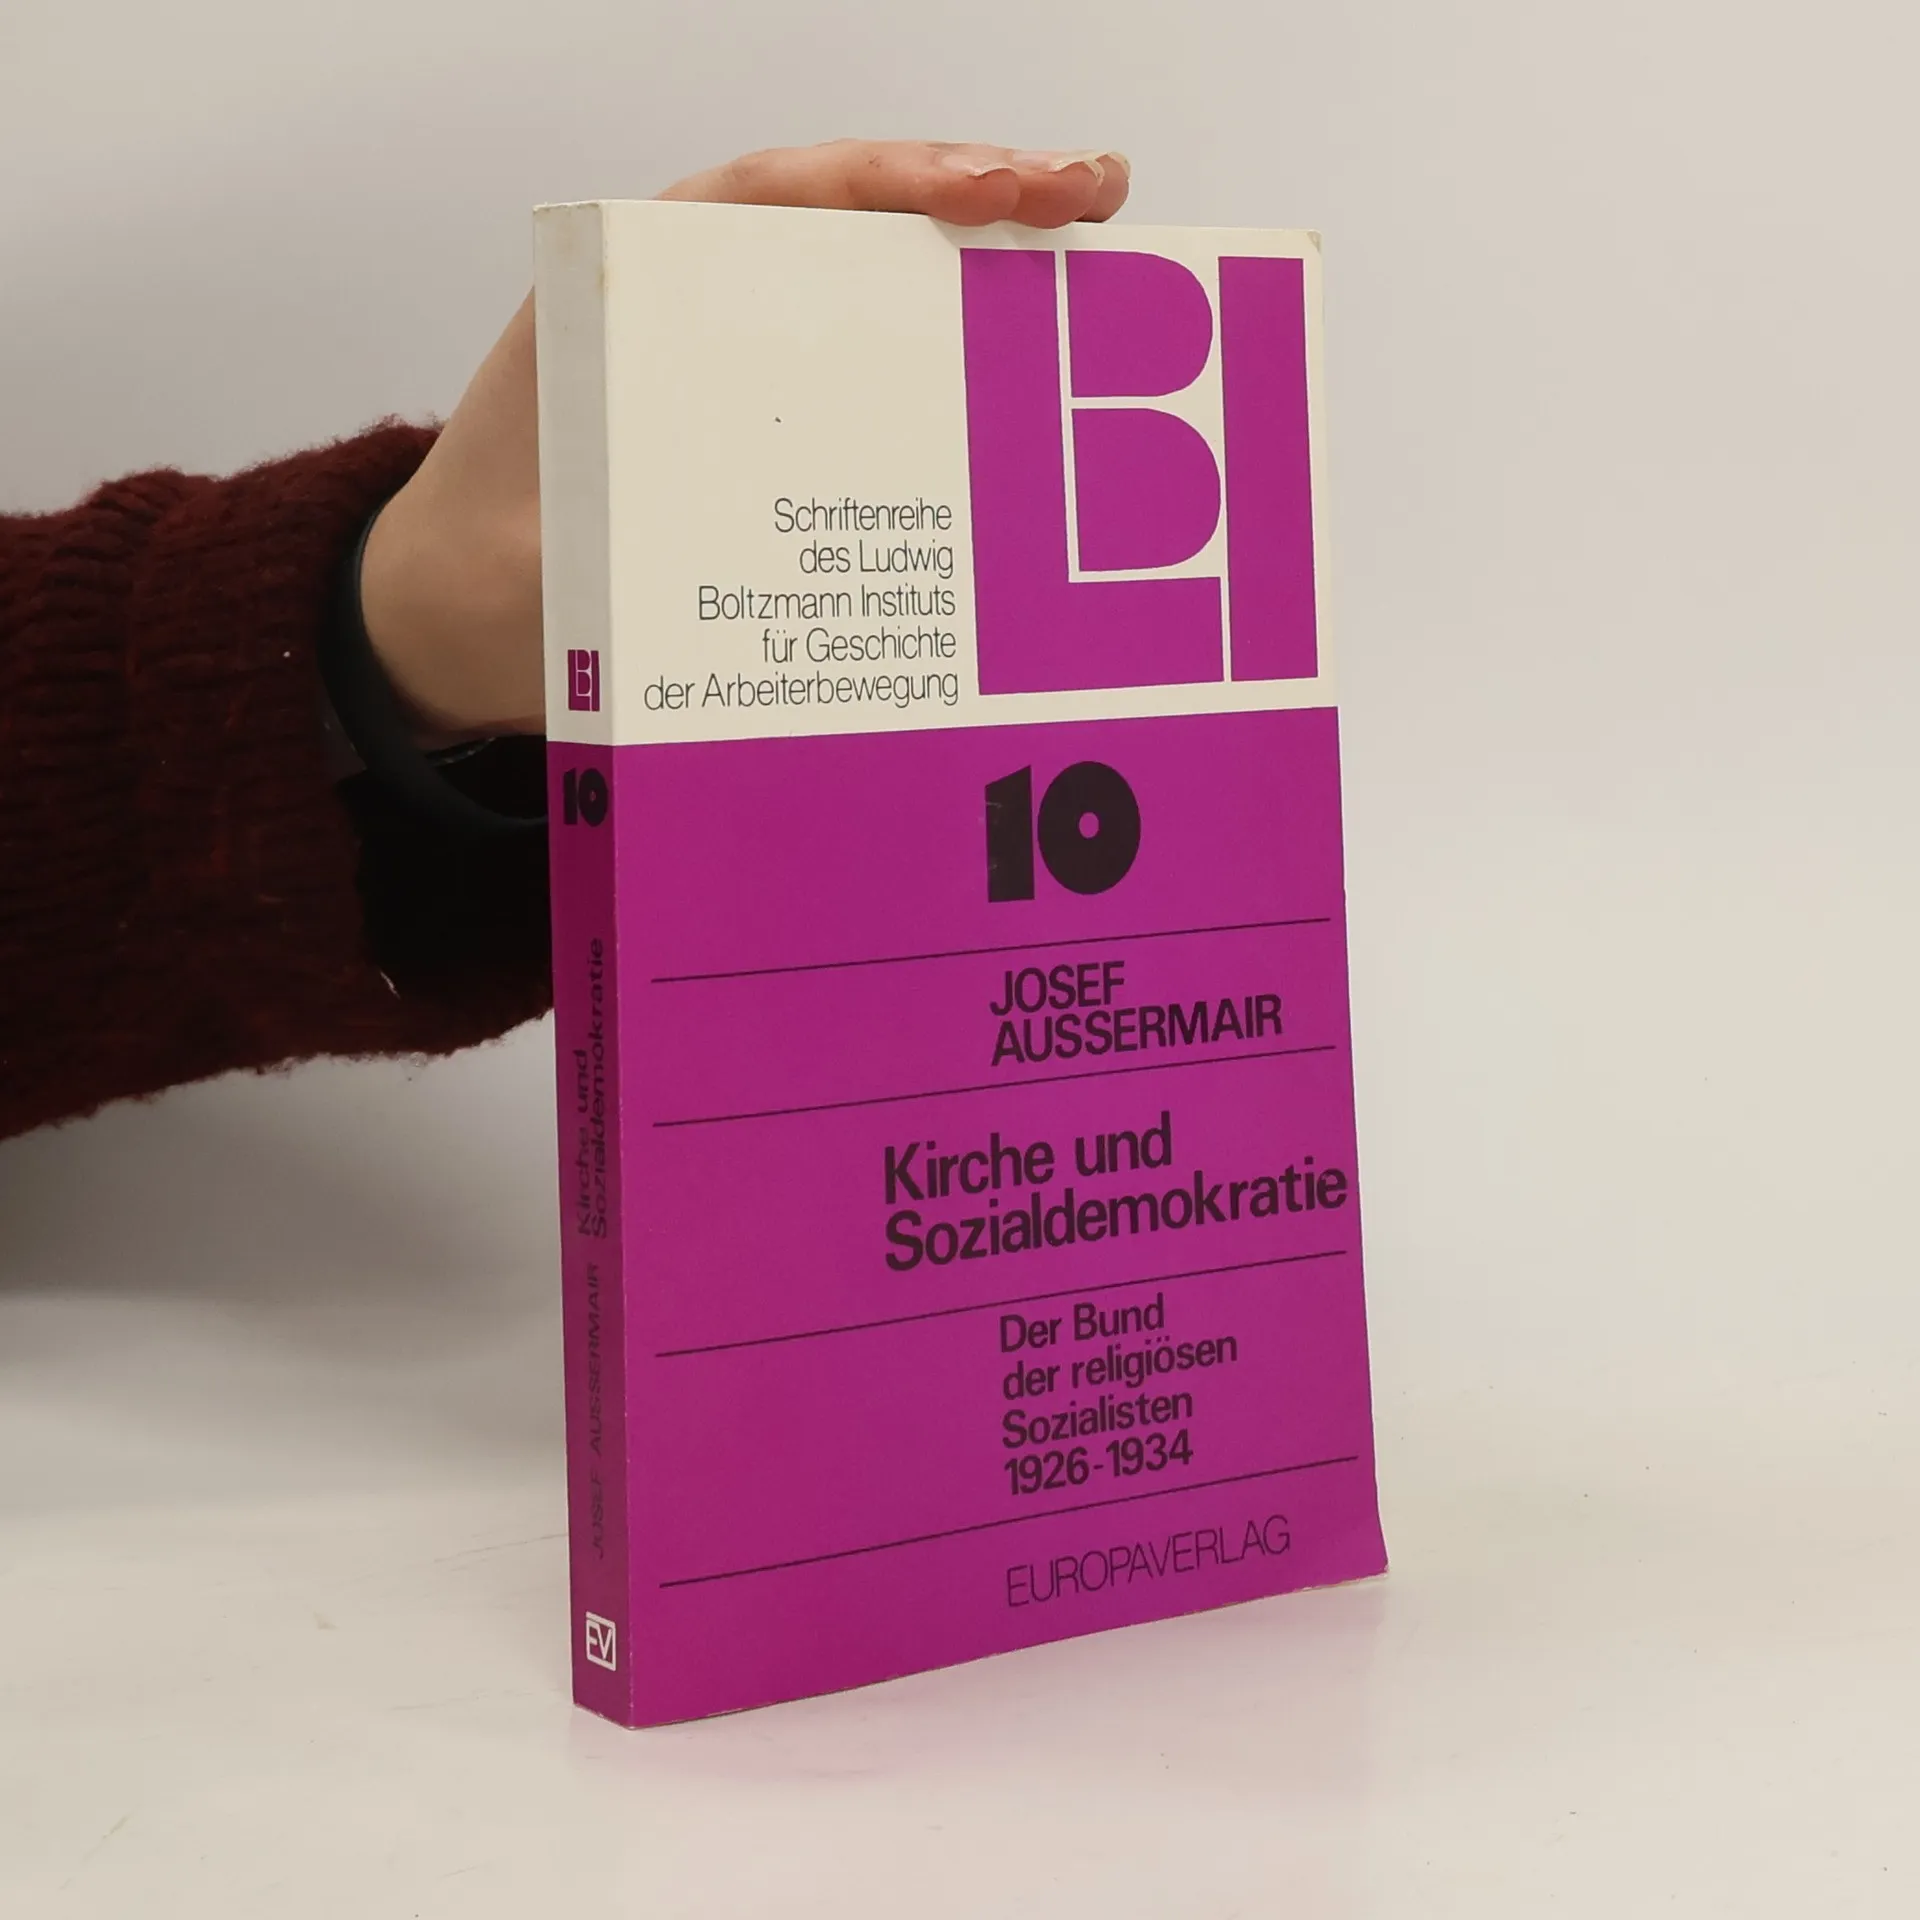 LBI
Schriftenreihe
des Ludwig
Boltzmann Instituts
für Geschichte
der Arbeiterbewegung
10
JOSEF
AUSSERMAIR
Kirche und
Sozialdemokratie
Der Bund
der religiösen
Sozialisten
1926-1934
EUROPAVERLAG
LBI
10
JOSEF AUSSERMAIR
Kirche und
Sozialdemokratie
EV